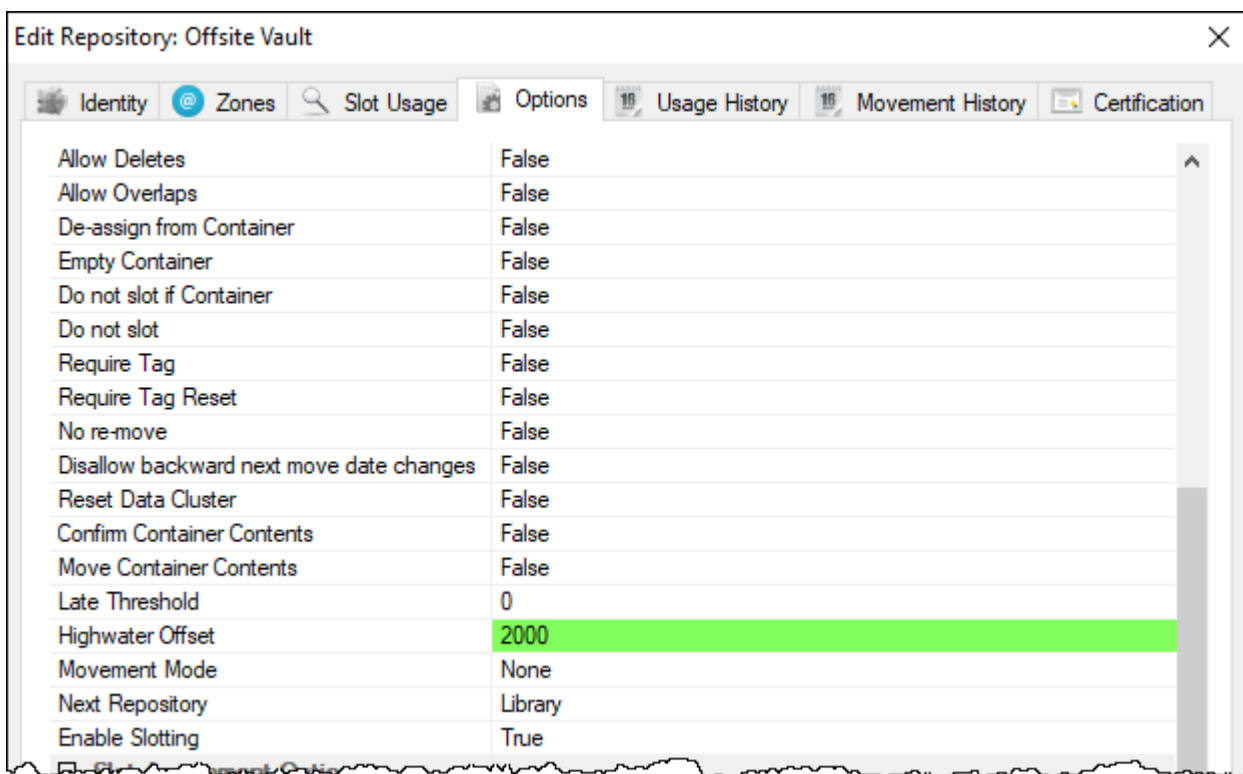 Edit Repository: Offsite Vault
Identity Zones Slot Usage Options Usage History Movement History Certification
Allow Deletes False
Allow Overlaps False
De-assign from Container False
Empty Container False
Do not slot if Container False
Do not slot False
Require Tag False
Require Tag Reset False
No re-move False
Disallow backward next move date changes False
Reset Data Cluster False
Confirm Container Contents False
Move Container Contents False
Late Threshold 0
Highwater Offset 2000
Movement Mode None
Next Repository Library
Enable Slotting True